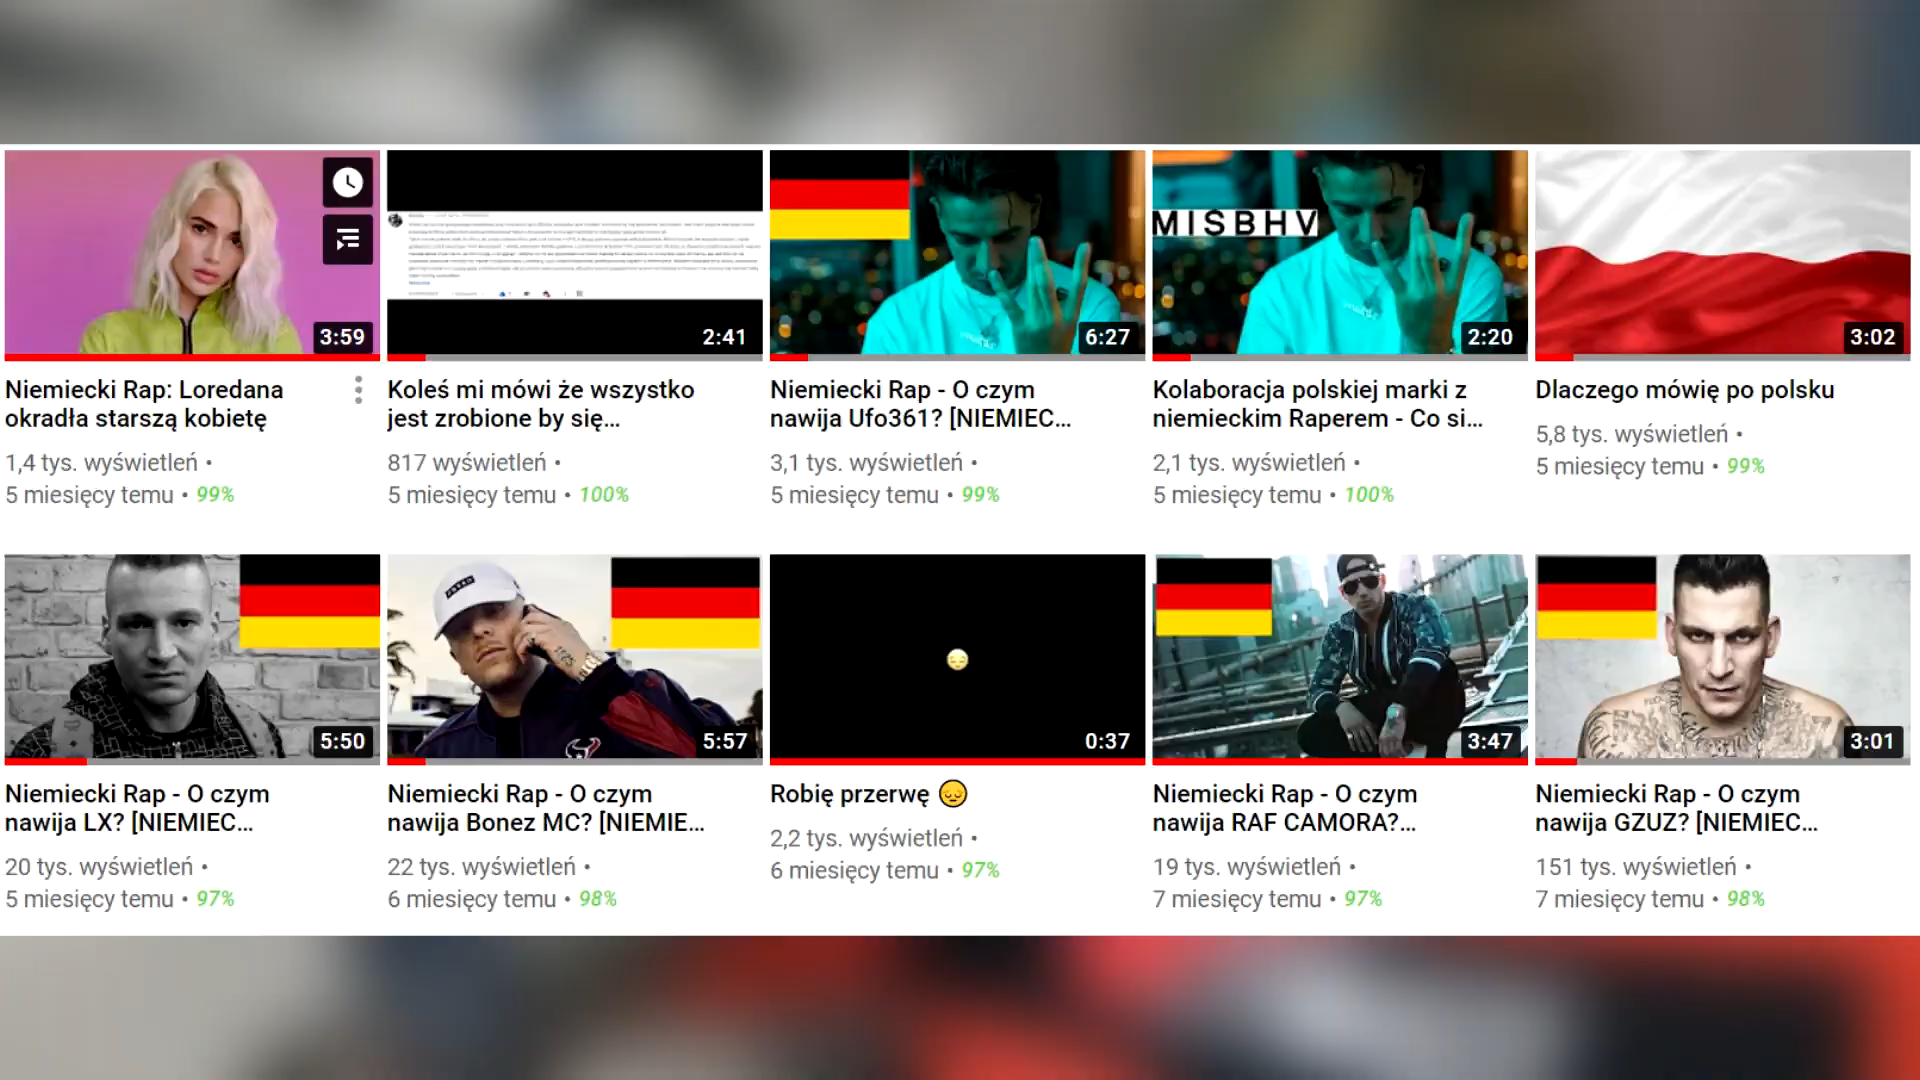 3:59
2:41
6:27
MISBHV
2:20
3:02
Niemiecki Rap: Loredana
okradła starszą kobietę
1,4 tys. wyświetleń •
5 miesięcy temu • 99%
Koleś mi mówi że wszystko
jest zrobione by się...
817 wyświetleń •
5 miesięcy temu • 100%
Niemiecki Rap - O czym
nawija Ufo361? [NIEMIEC...
3,1 tys. wyświetleń •
5 miesięcy temu • 99%
Kolaboracja polskiej marki z
niemieckim Raperem - Co si...
2,1 tys. wyświetleń •
5 miesięcy temu • 100%
Dlaczego mówię po polsku
5,8 tys. wyświetleń •
5 miesięcy temu • 99%
5:50
5:57
0:37
3:47
3:01
Niemiecki Rap - O czym
nawija LX? [NIEMIEC...
20 tys. wyświetleń •
5 miesięcy temu • 97%
Niemiecki Rap - O czym
nawija Bonez MC? [NIEMIE...
22 tys. wyświetleń •
6 miesięcy temu • 98%
Robię przerwę 😔
2,2 tys. wyświetleń •
6 miesięcy temu • 97%
Niemiecki Rap - O czym
nawija RAF CAMORA?...
19 tys. wyświetleń •
7 miesięcy temu • 97%
Niemiecki Rap - O czym
nawija GZUZ? [NIEMIEC...
151 tys. wyświetleń •
7 miesięcy temu • 98%